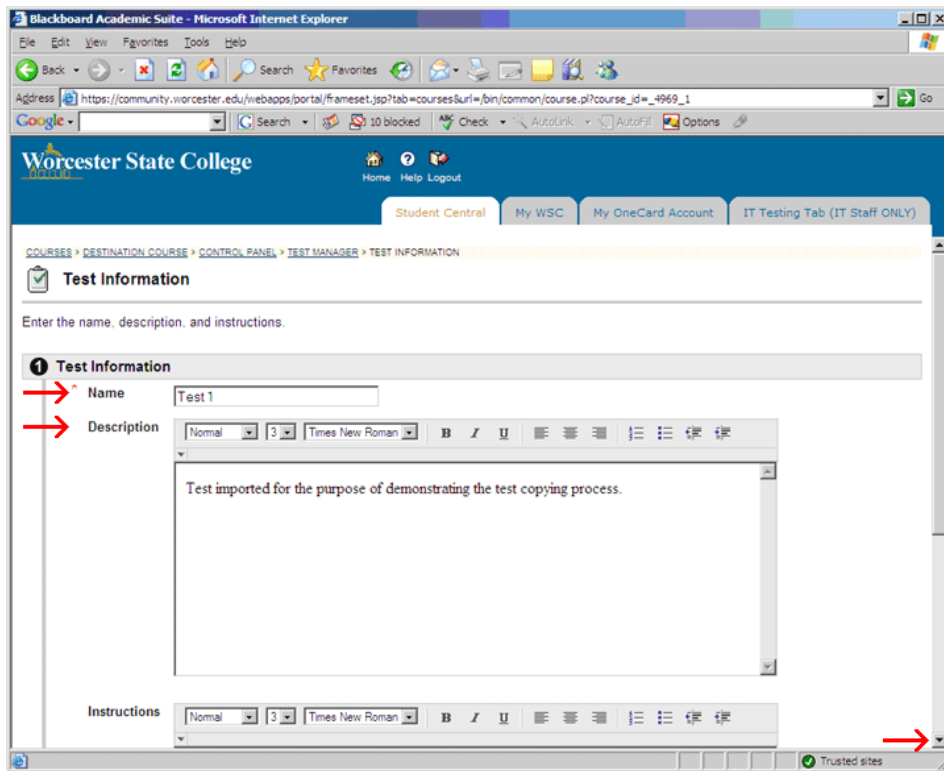 Blackboard Academic Suite - Microsoft Internet Explorer
File Edit View Favorites Tools Help
Back Search Favorites
Address https://community.worcester.edu/webapps/portal/frameset.jsp?tab=courses&url=/bin/common/course.pl?course_id=_4969_1 Go
Google Search 10 blocked ABC Check AutoLink AutoFill Options
Worcester State College
Home Help Logout
Student Central My WSC My OneCard Account IT Testing Tab (IT Staff ONLY)
COURSES > DESTINATION COURSE > CONTROL PANEL > TEST MANAGER > TEST INFORMATION
Test Information
Enter the name, description, and instructions.
1 Test Information
* Name Test 1
Description Normal 3 Times New Roman B I U
Test imported for the purpose of demonstrating the test copying process.
Instructions Normal 3 Times New Roman B I U
Trusted sites